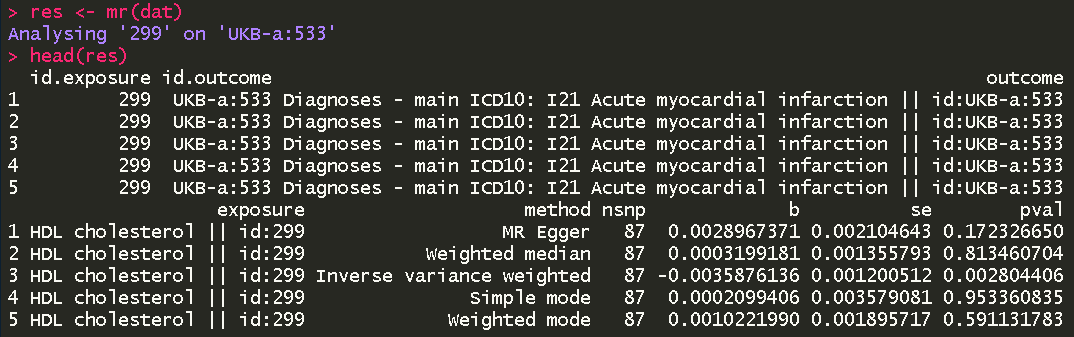 > res <- mr(dat)
Analysing '299' on 'UKB-a:533'
> head(res)
  id.exposure id.outcome                                                              outcome
1         299  UKB-a:533 Diagnoses - main ICD10: I21 Acute myocardial infarction || id:UKB-a:533
2         299  UKB-a:533 Diagnoses - main ICD10: I21 Acute myocardial infarction || id:UKB-a:533
3         299  UKB-a:533 Diagnoses - main ICD10: I21 Acute myocardial infarction || id:UKB-a:533
4         299  UKB-a:533 Diagnoses - main ICD10: I21 Acute myocardial infarction || id:UKB-a:533
5         299  UKB-a:533 Diagnoses - main ICD10: I21 Acute myocardial infarction || id:UKB-a:533
                   exposure                    method nsnp             b          se        pval
1 HDL cholesterol || id:299                  MR Egger   87  0.0028967371 0.002104643 0.172326650
2 HDL cholesterol || id:299           Weighted median   87  0.0003199181 0.001355793 0.813460704
3 HDL cholesterol || id:299 Inverse variance weighted   87 -0.0035876136 0.001200512 0.002804406
4 HDL cholesterol || id:299               Simple mode   87  0.0002099406 0.003579081 0.953360835
5 HDL cholesterol || id:299             Weighted mode   87  0.0010221990 0.001895717 0.591131783